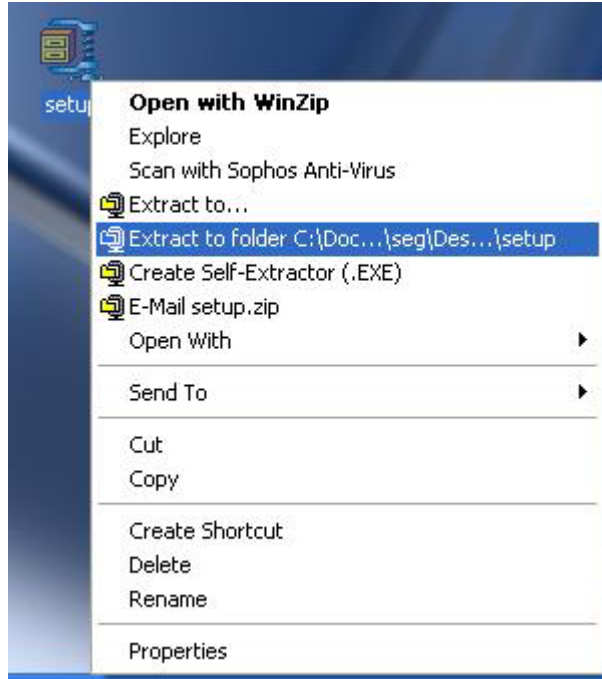 setup
Open with WinZip
Explore
Scan with Sophos Anti-Virus
Extract to...
Extract to folder C:\Doc...\seg\Des...\setup
Create Self-Extractor (.EXE)
E-Mail setup.zip
Open With
Send To
Cut
Copy
Create Shortcut
Delete
Rename
Properties